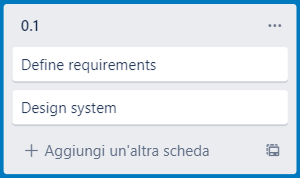 0.1
Define requirements
Design system
Aggiungi un'altra scheda